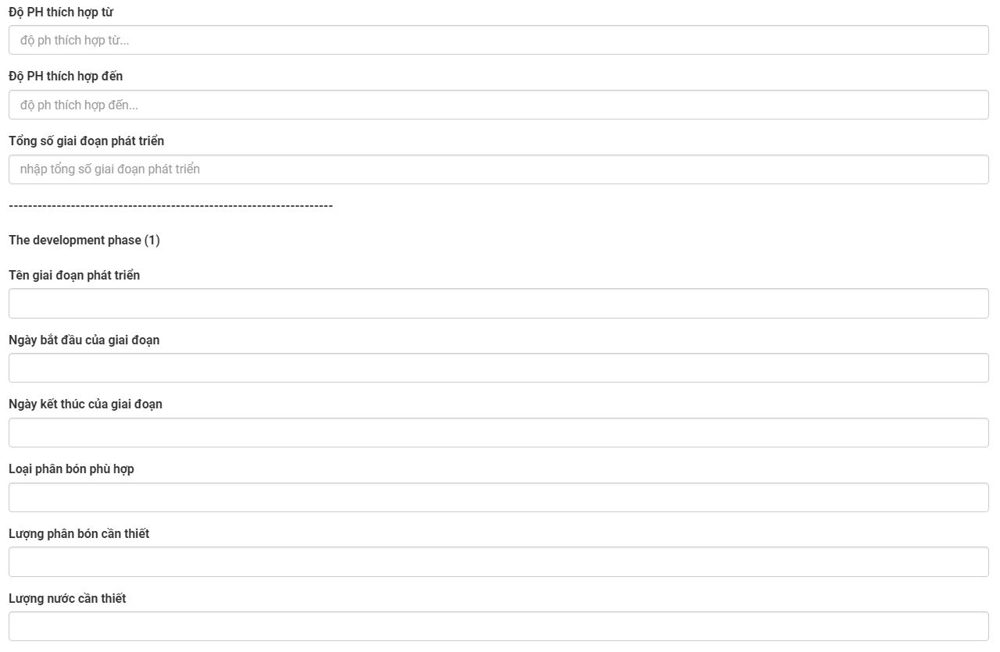 Độ PH thích hợp từ
độ ph thích hợp từ...
Độ PH thích hợp đến
độ ph thích hợp đến...
Tổng số giai đoạn phát triển
nhập tổng số giai đoạn phát triển
--------------------------------------------------------------------
The development phase (1)
Tên giai đoạn phát triển
Ngày bắt đầu của giai đoạn
Ngày kết thúc của giai đoạn
Loại phân bón phù hợp
Lượng phân bón cần thiết
Lượng nước cần thiết